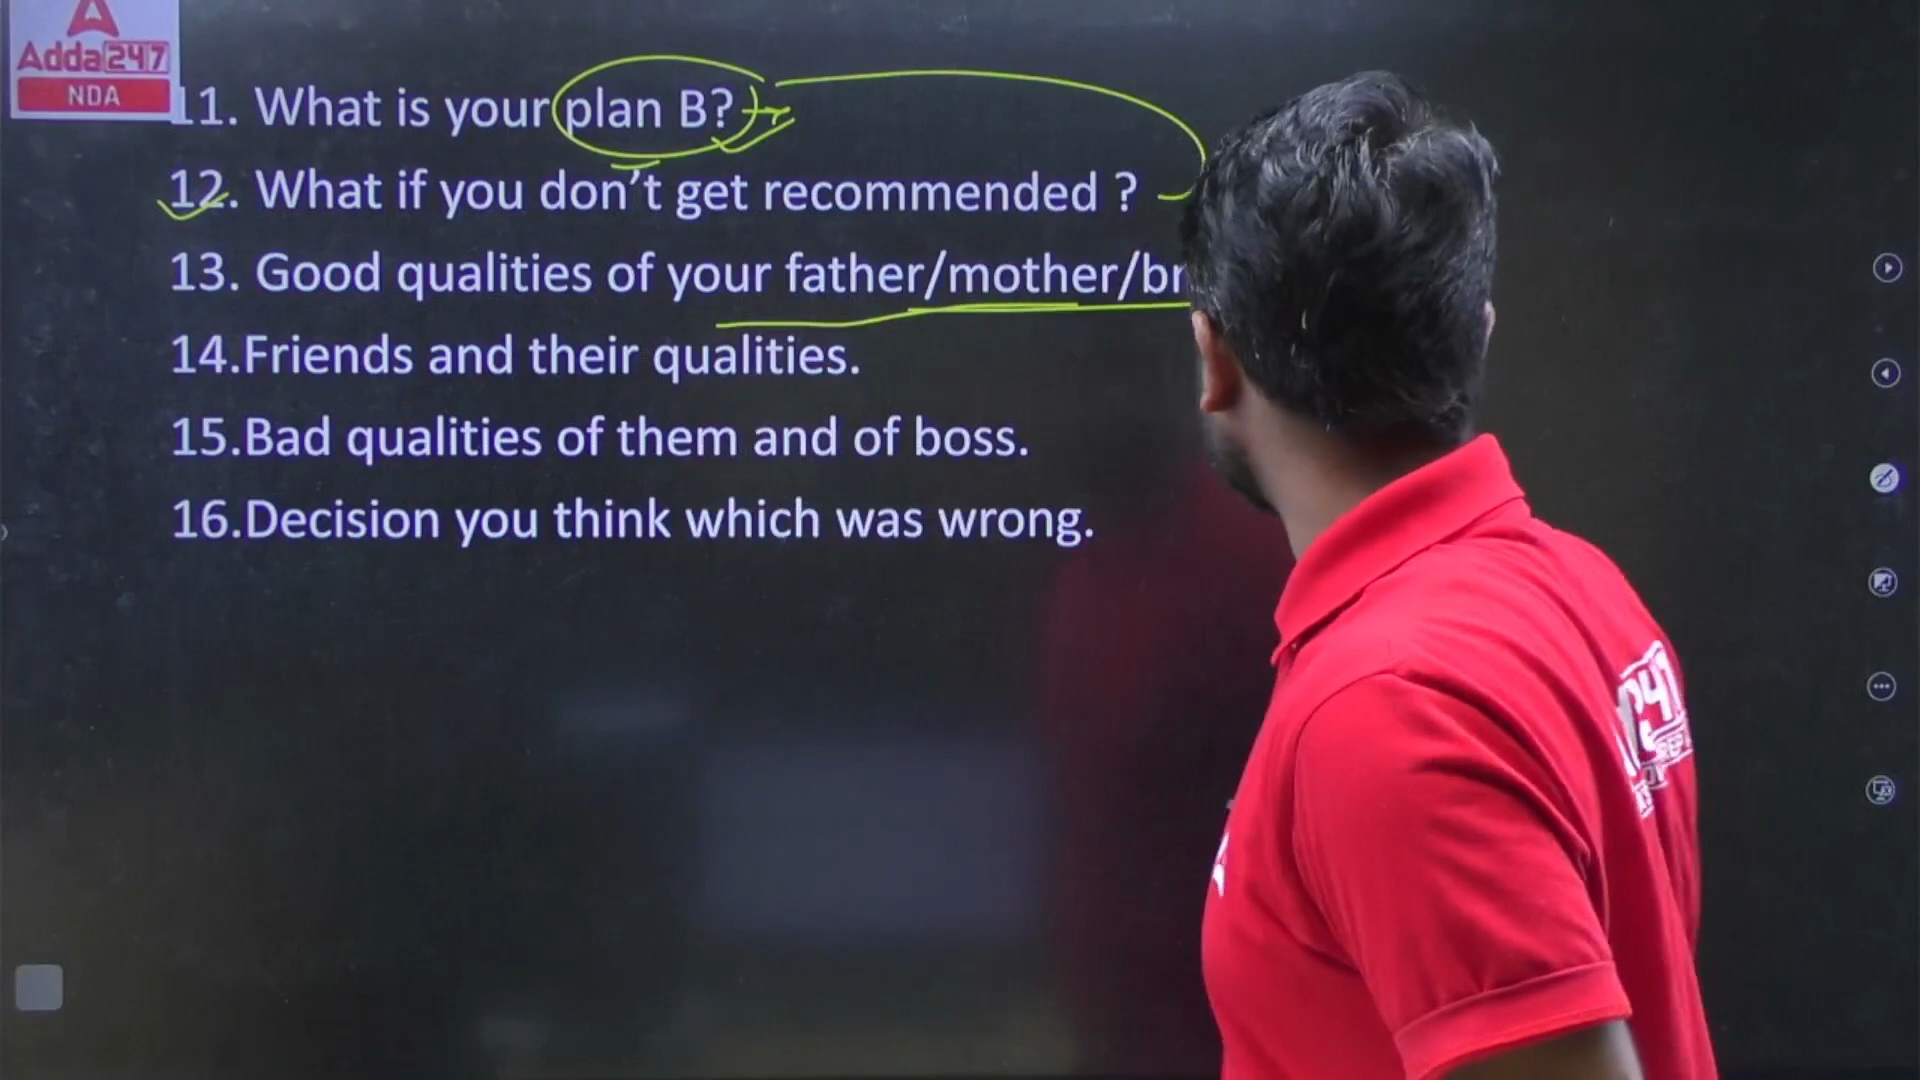 Adda247
NDA
11. What is your plan B?
12. What if you don't get recommended ?
13. Good qualities of your father/mother/br
14.Friends and their qualities.
15.Bad qualities of them and of boss.
16.Decision you think which was wrong.